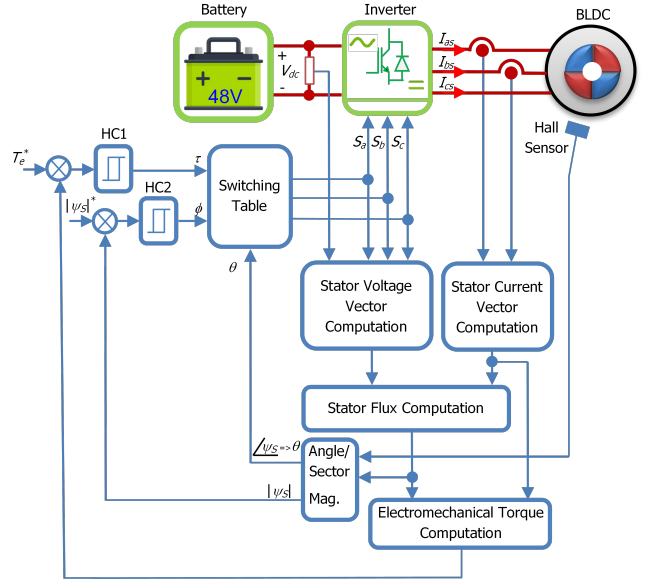 Battery
Inverter
BLDC
I_as
I_bs
I_cs
+
V_dc
-
48V
Hall
Sensor
HC1
T_e^*
τ
S_a S_b S_c
HC2
|ψ_S|^*
ϕ
Switching
Table
θ
Stator Voltage
Vector
Computation
Stator Current
Vector
Computation
Stator Flux Computation
∠ψ_S =>θ
Angle/
Sector
Mag.
|ψ_S|
Electromechanical Torque
Computation